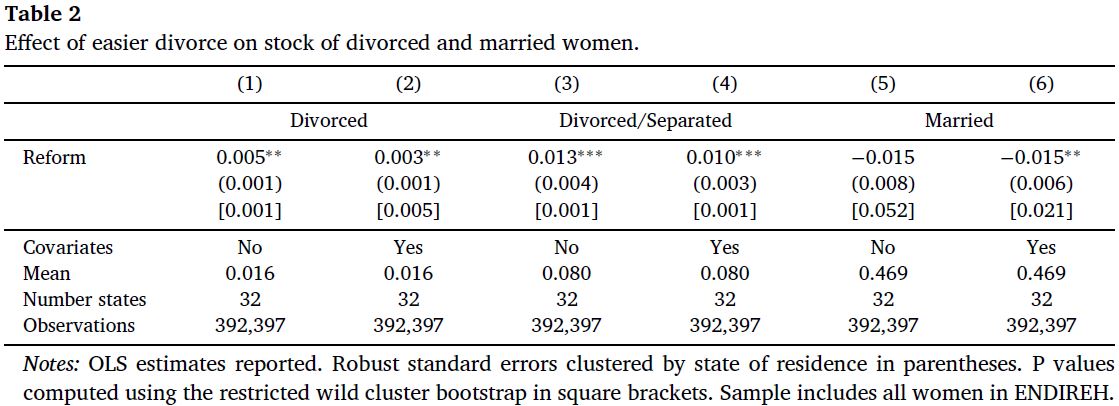 Table 2
Effect of easier divorce on stock of divorced and married women.
(1) (2) (3) (4) (5) (6)
Divorced Divorced/Separated Married
Reform 0.005** 0.003** 0.013*** 0.010*** −0.015 −0.015**
(0.001) (0.001) (0.004) (0.003) (0.008) (0.006)
[0.001] [0.005] [0.001] [0.001] [0.052] [0.021]
Covariates No Yes No Yes No Yes
Mean 0.016 0.016 0.080 0.080 0.469 0.469
Number states 32 32 32 32 32 32
Observations 392,397 392,397 392,397 392,397 392,397 392,397
Notes: OLS estimates reported. Robust standard errors clustered by state of residence in parentheses. P values
computed using the restricted wild cluster bootstrap in square brackets. Sample includes all women in ENDIREH.